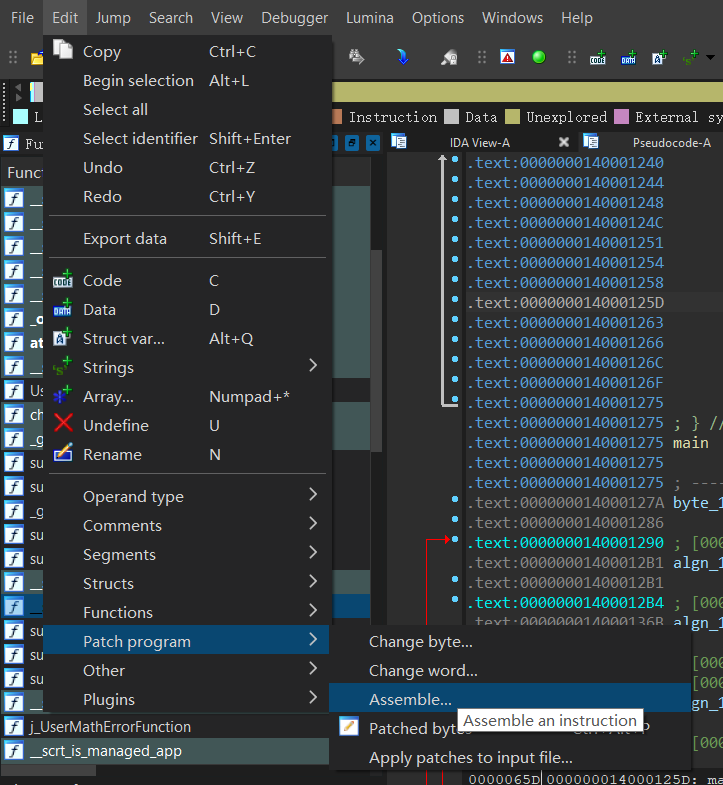 File Edit Jump Search View Debugger Lumina Options Windows Help
Copy Ctrl+C
Begin selection Alt+L
Select all
Select identifier Shift+Enter
Undo Ctrl+Z
Redo Ctrl+Y
Export data Shift+E
Code C
Data D
Struct var... Alt+Q
Strings
Array... Numpad+*
Undefine U
Rename N
Operand type
Comments
Segments
Structs
Functions
Patch program
Other
Plugins
Change byte...
Change word...
Assemble...
Assemble an instruction
Patched bytes
Apply patches to input file...
Instruction Data Unexplored External sy
IDA View-A Pseudocode-A
Funct
j_UserMathErrorFunction
__scrt_is_managed_app
.text:0000000140001240
.text:0000000140001244
.text:0000000140001248
.text:000000014000124C
.text:0000000140001251
.text:0000000140001254
.text:0000000140001258
.text:000000014000125D
.text:0000000140001263
.text:0000000140001266
.text:000000014000126C
.text:000000014000126F
.text:0000000140001275
.text:0000000140001275 ; } //
.text:0000000140001275 main
.text:0000000140001275
.text:0000000140001275 ; ----
.text:000000014000127A byte_1
.text:0000000140001286
.text:0000000140001290 ; [000
.text:00000001400012B1 algn_1
.text:00000001400012B1
.text:00000001400012B4 ; [000
.text:000000014000136B algn_1
0000065D 000000014000125D: ma